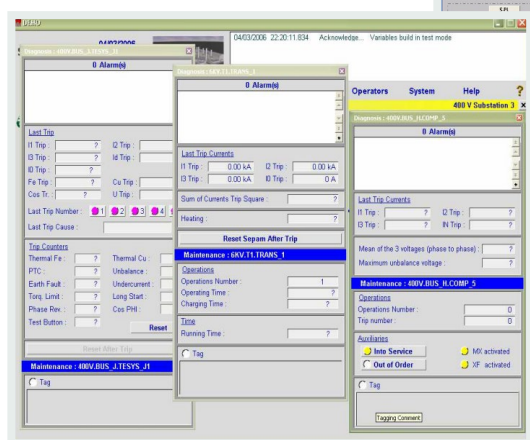 DEMO
04/03/2006
04/03/2006 22:20:11.834 Acknowledge... Variables build in test mode
Operators System Help ?
400 V Substation 3
Diagnosis : 400V.BUS_J.TESYS_J1
0 Alarm(s)
Last Trip
I1 Trip : ? I2 Trip :
I3 Trip : ? Id Trip :
I0 Trip : ?
Fe Trip : ? Cu Trip :
Cos Tr. : ? U Trip :
Last Trip Number : 1 2 3 4
Last Trip Cause :
Trip Counters
Thermal Fe : ? Thermal Cu :
PTC : ? Unbalance :
Earth Fault : ? Undercurrent :
Torq. Limit : ? Long Start :
Phase Rev. : ? Cos PHI :
Test Button : ? Reset
Reset After Trip
Maintenance : 400V.BUS_J.TESYS_J1
Tag
Diagnosis : 6KV.T1.TRANS_1
0 Alarm(s)
Last Trip Currents
I1 Trip : 0.00 kA I2 Trip : 0.00 kA
I3 Trip : 0.00 kA I0 Trip : 0 A
Sum of Currents Trip Square : ?
Heating : ?
Reset Sepam After Trip
Maintenance : 6KV.T1.TRANS_1
Operations
Operations Number : 1
Operating Time : ?
Charging Time : ?
Time
Running Time : ?
Tag
Diagnosis : 400V.BUS_H.COMP_5
0 Alarm(s)
Last Trip Currents
I1 Trip : ? I2 Trip : ?
I3 Trip : ? IN Trip : ?
Mean of the 3 voltages (phase to phase) : ?
Maximum unbalance voltage : ?
Maintenance : 400V.BUS_H.COMP_5
Operations
Operations Number : 0
Trip number : 0
Auxiliaries
Into Service MX activated
Out of Order XF activated
Tag
Tagging Comment